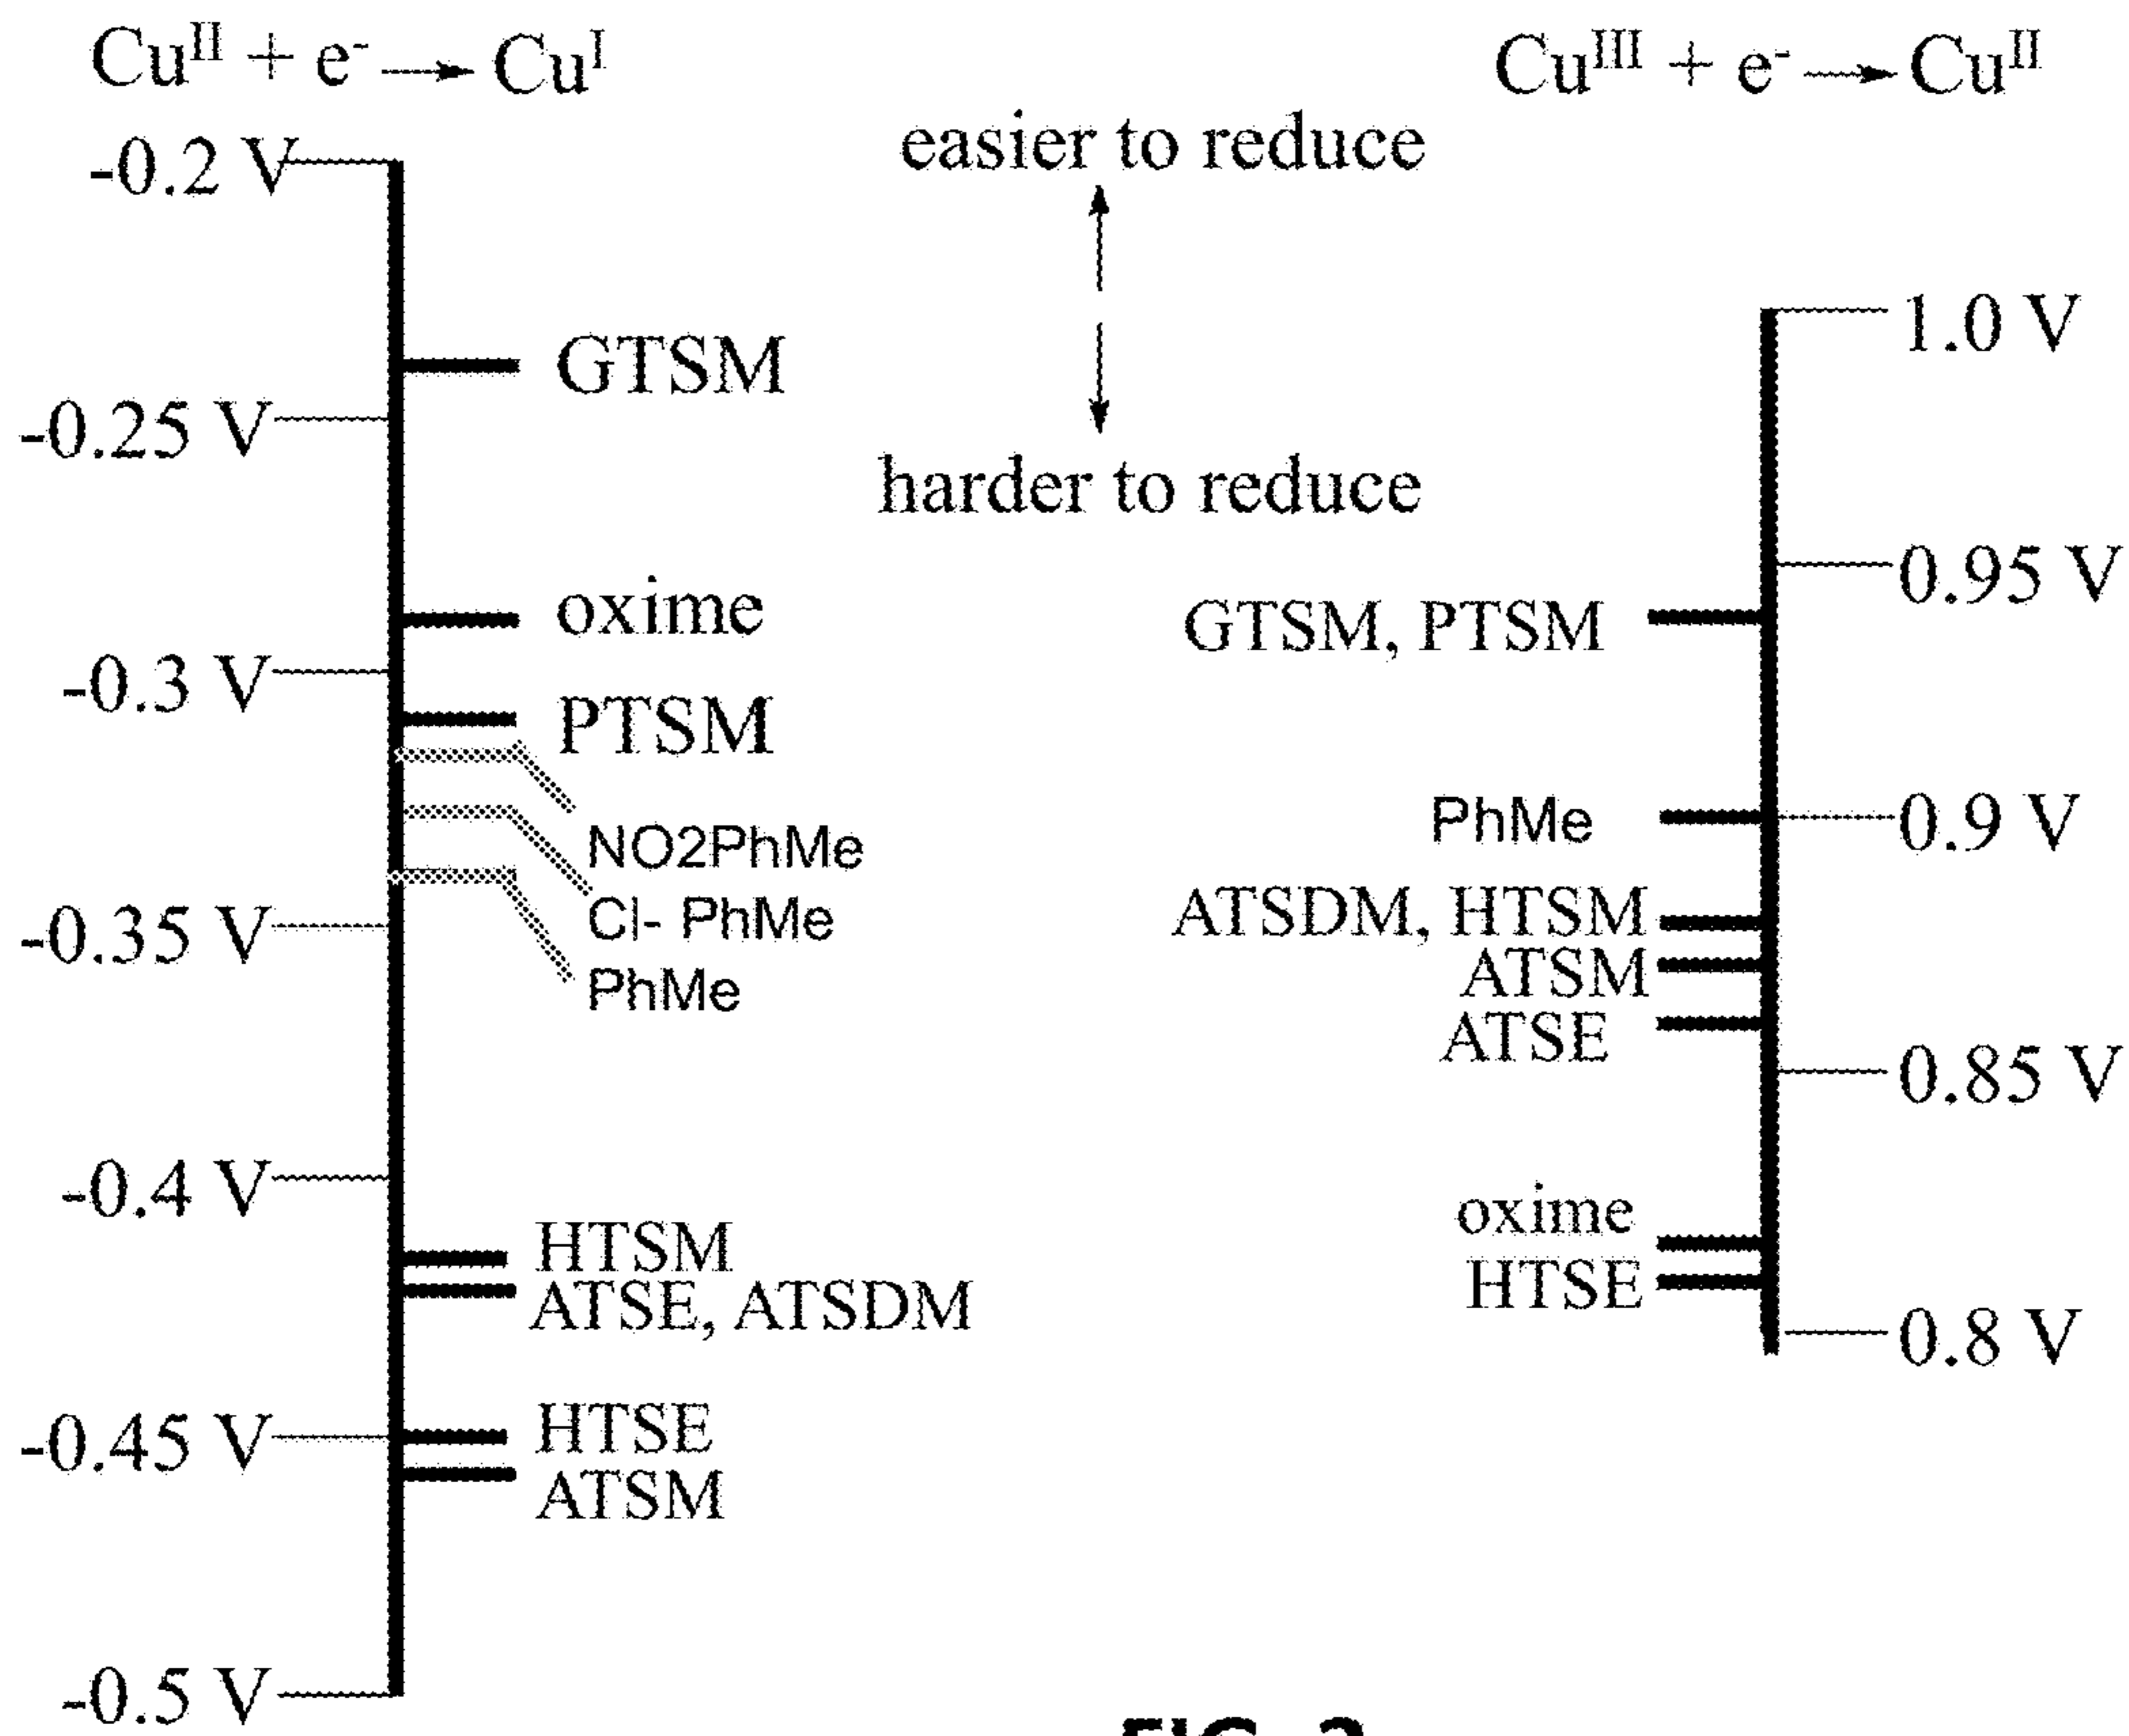 Cu^II + e^- → Cu^I
-0.2 V
GTSM
-0.25 V
oxime
-0.3 V
PTSM
NO2PhMe
Cl- PhMe
-0.35 V
PhMe
-0.4 V
HTSM
ATSE, ATSDM
HTSE
-0.45 V
ATSM
-0.5 V
easier to reduce
harder to reduce
Cu^III + e^- → Cu^II
1.0 V
0.95 V
GTSM, PTSM
PhMe
0.9 V
ATSDM, HTSM
ATSM
ATSE
0.85 V
oxime
HTSE
0.8 V